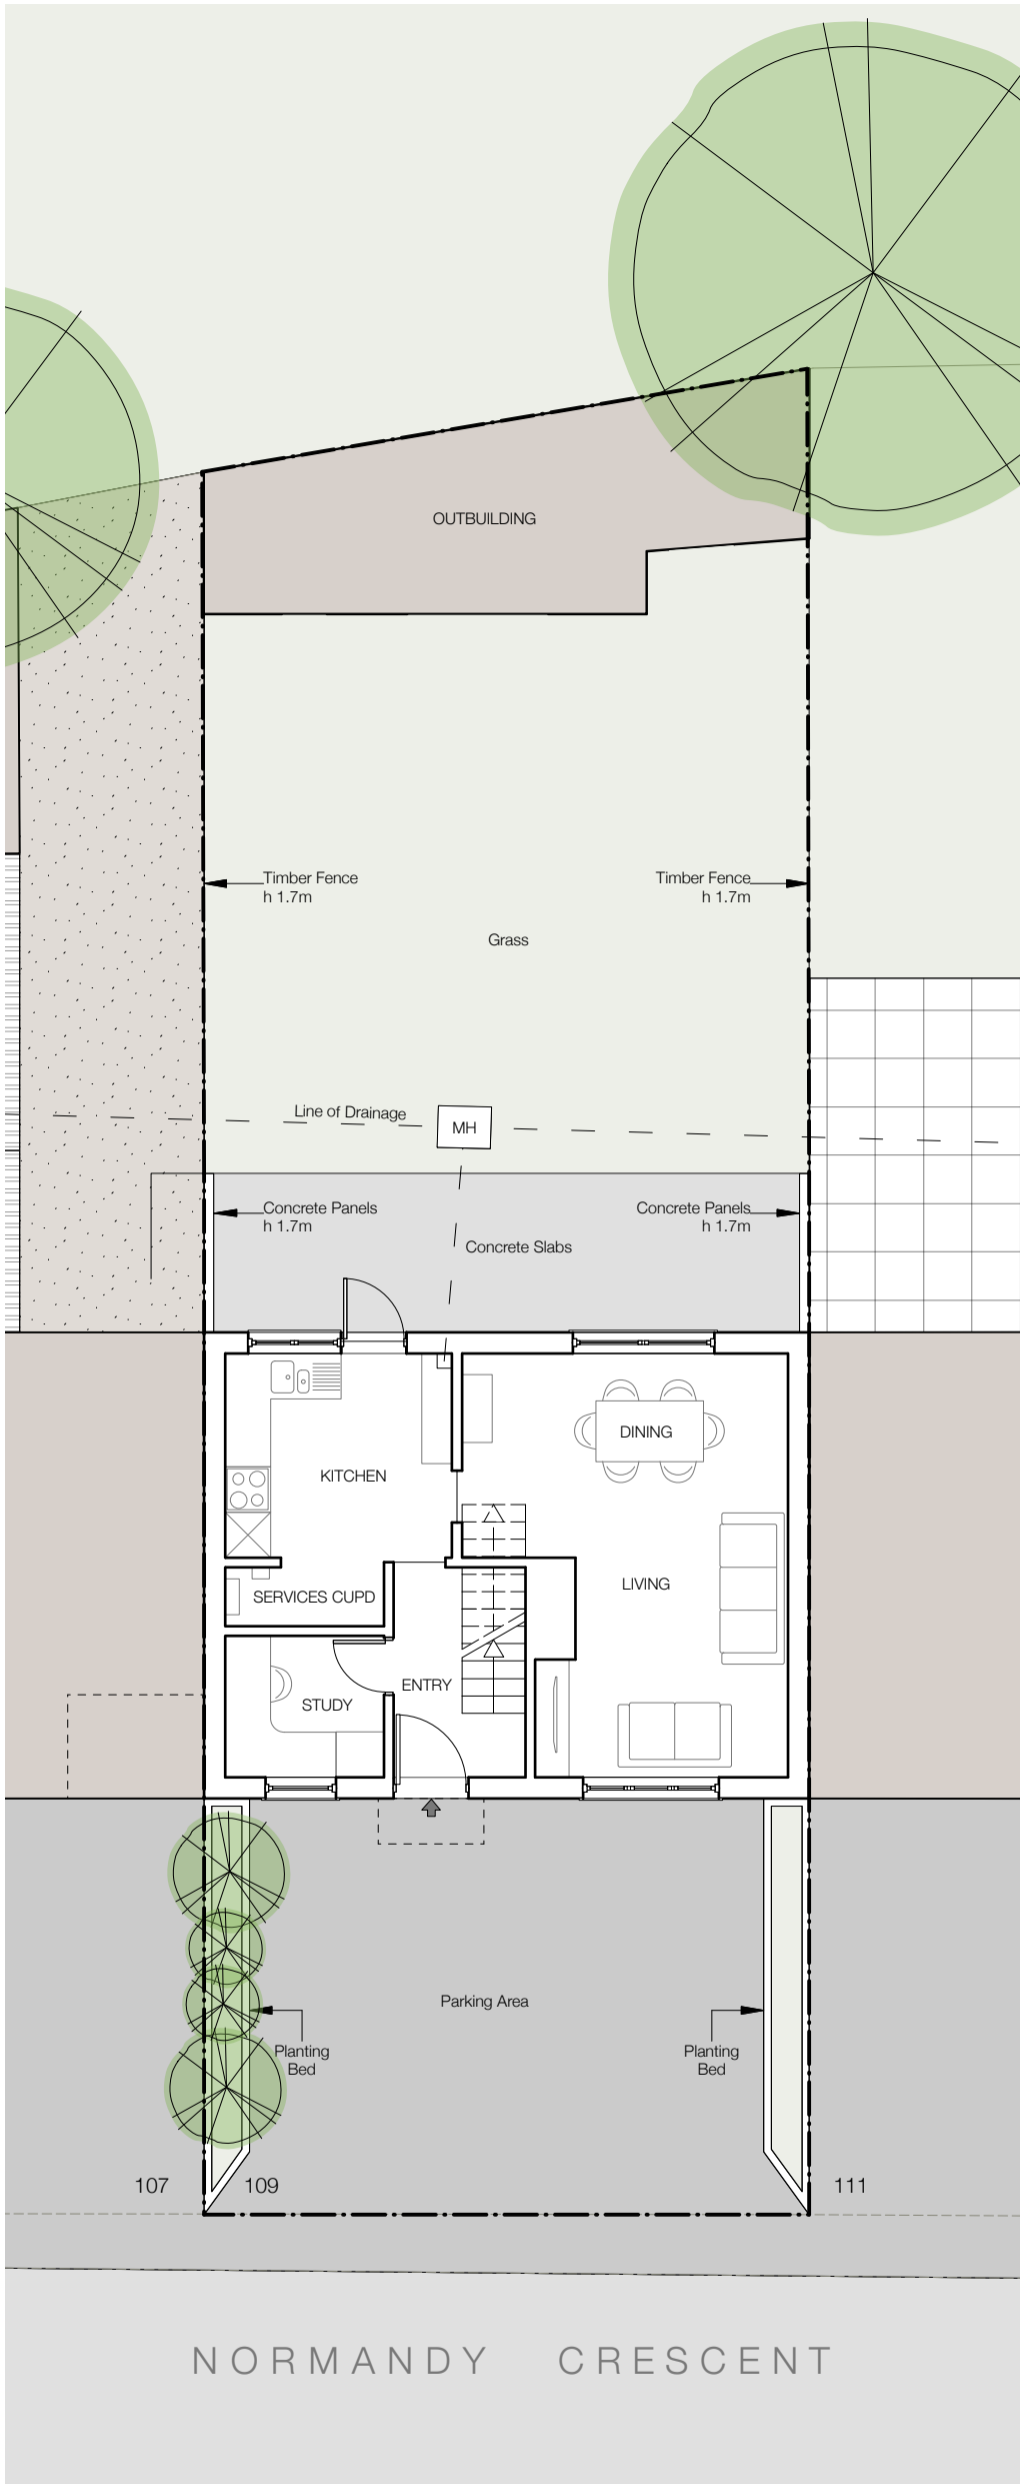 OUTBUILDING
Timber Fence
h 1.7m
Timber Fence
h 1.7m
Grass
Line of Drainage
MH
Concrete Panels
h 1.7m
Concrete Panels
h 1.7m
Concrete Slabs
DINING
KITCHEN
LIVING
SERVICES CUPD
ENTRY
STUDY
Parking Area
Planting
Bed
Planting
Bed
107
109
111
NORMANDY CRESCENT